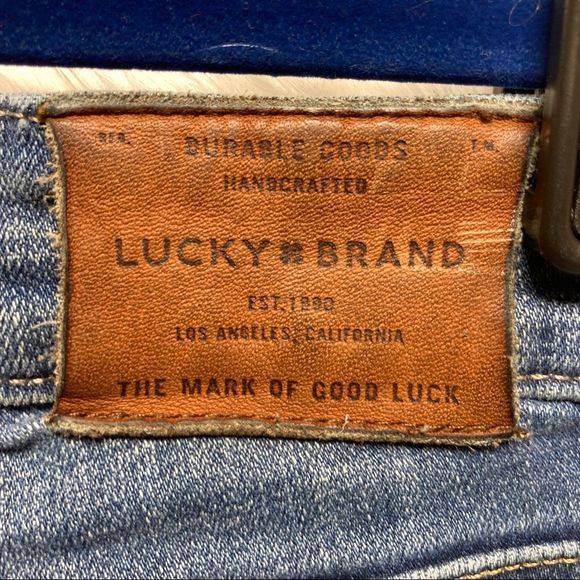 REG. DURABLE GOODS T.M.
HANDCRAFTED
LUCKY BRAND
EST. 1990
LOS ANGELES, CALIFORNIA
THE MARK OF GOOD LUCK